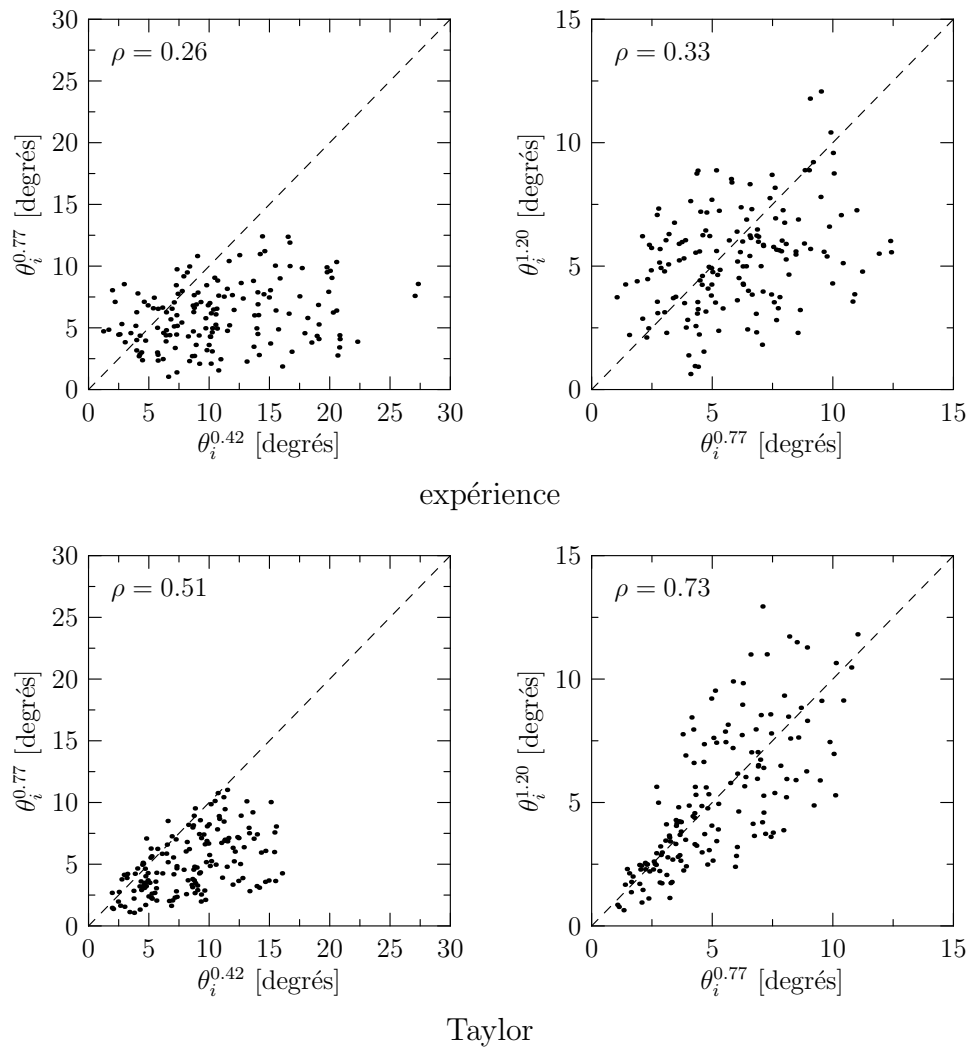 30
25
20
15
10
5
0
θ_i^{0.77} [degrés]
ρ = 0.26
0 5 10 15 20 25 30
θ_i^{0.42} [degrés]
15
10
5
0
θ_i^{1.20} [degrés]
ρ = 0.33
0 5 10 15
θ_i^{0.77} [degrés]
expérience
30
25
20
15
10
5
0
θ_i^{0.77} [degrés]
ρ = 0.51
0 5 10 15 20 25 30
θ_i^{0.42} [degrés]
15
10
5
0
θ_i^{1.20} [degrés]
ρ = 0.73
0 5 10 15
θ_i^{0.77} [degrés]
Taylor